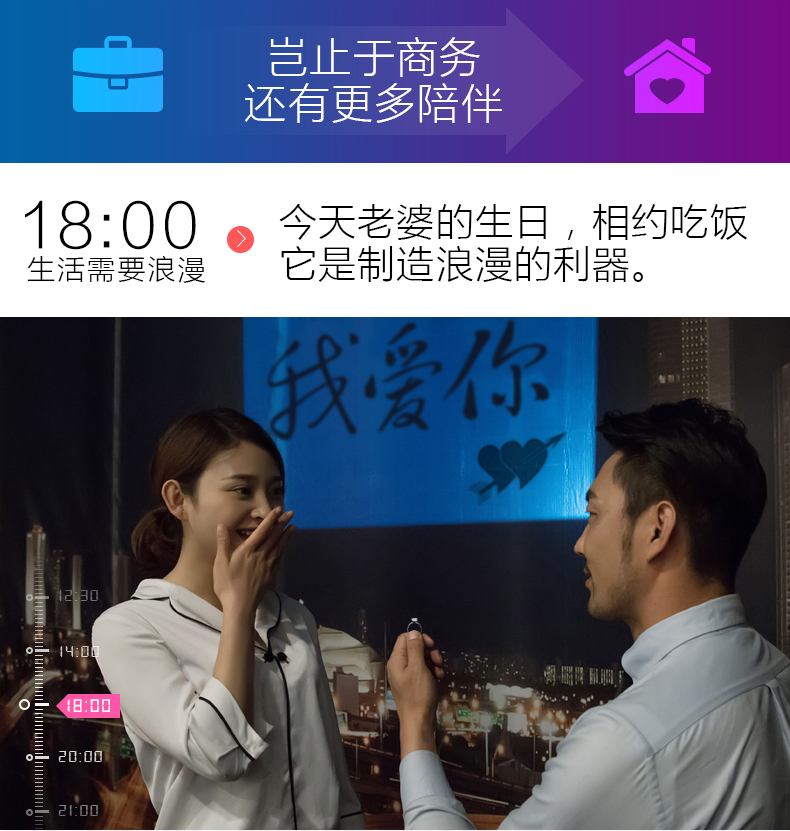 岂止于商务
还有更多陪伴
18:00
生活需要浪漫
今天老婆的生日，相约吃饭
它是制造浪漫的利器。
我爱你
12:30
14:00
18:00
20:00
21:00